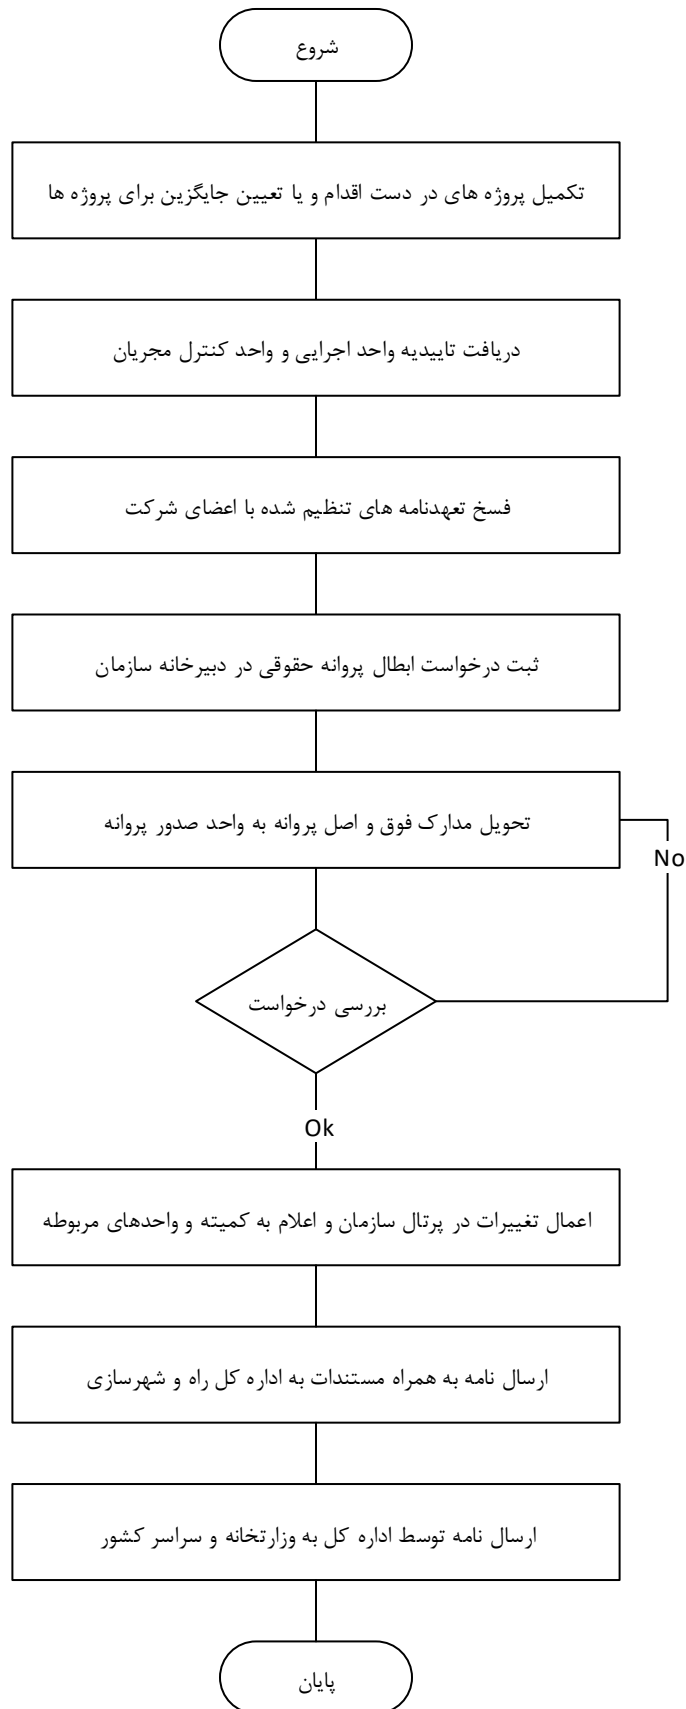 شروع
تکمیل پروژه های در دست اقدام و یا تعیین جایگزین برای پروژه ها
دریافت تاییدیه واحد اجرایی و واحد کنترل مجریان
فسخ تعهدنامه های تنظیم شده با اعضای شرکت
ثبت درخواست ابطال پروانه حقوقی در دبیرخانه سازمان
تحویل مدارک فوق و اصل پروانه به واحد صدور پروانه
No
بررسی درخواست
Ok
اعمال تغییرات در پرتال سازمان و اعلام به کمیته و واحدهای مربوطه
ارسال نامه به همراه مستندات به اداره کل راه و شهرسازی
ارسال نامه توسط اداره کل به وزارتخانه و سراسر کشور
پایان